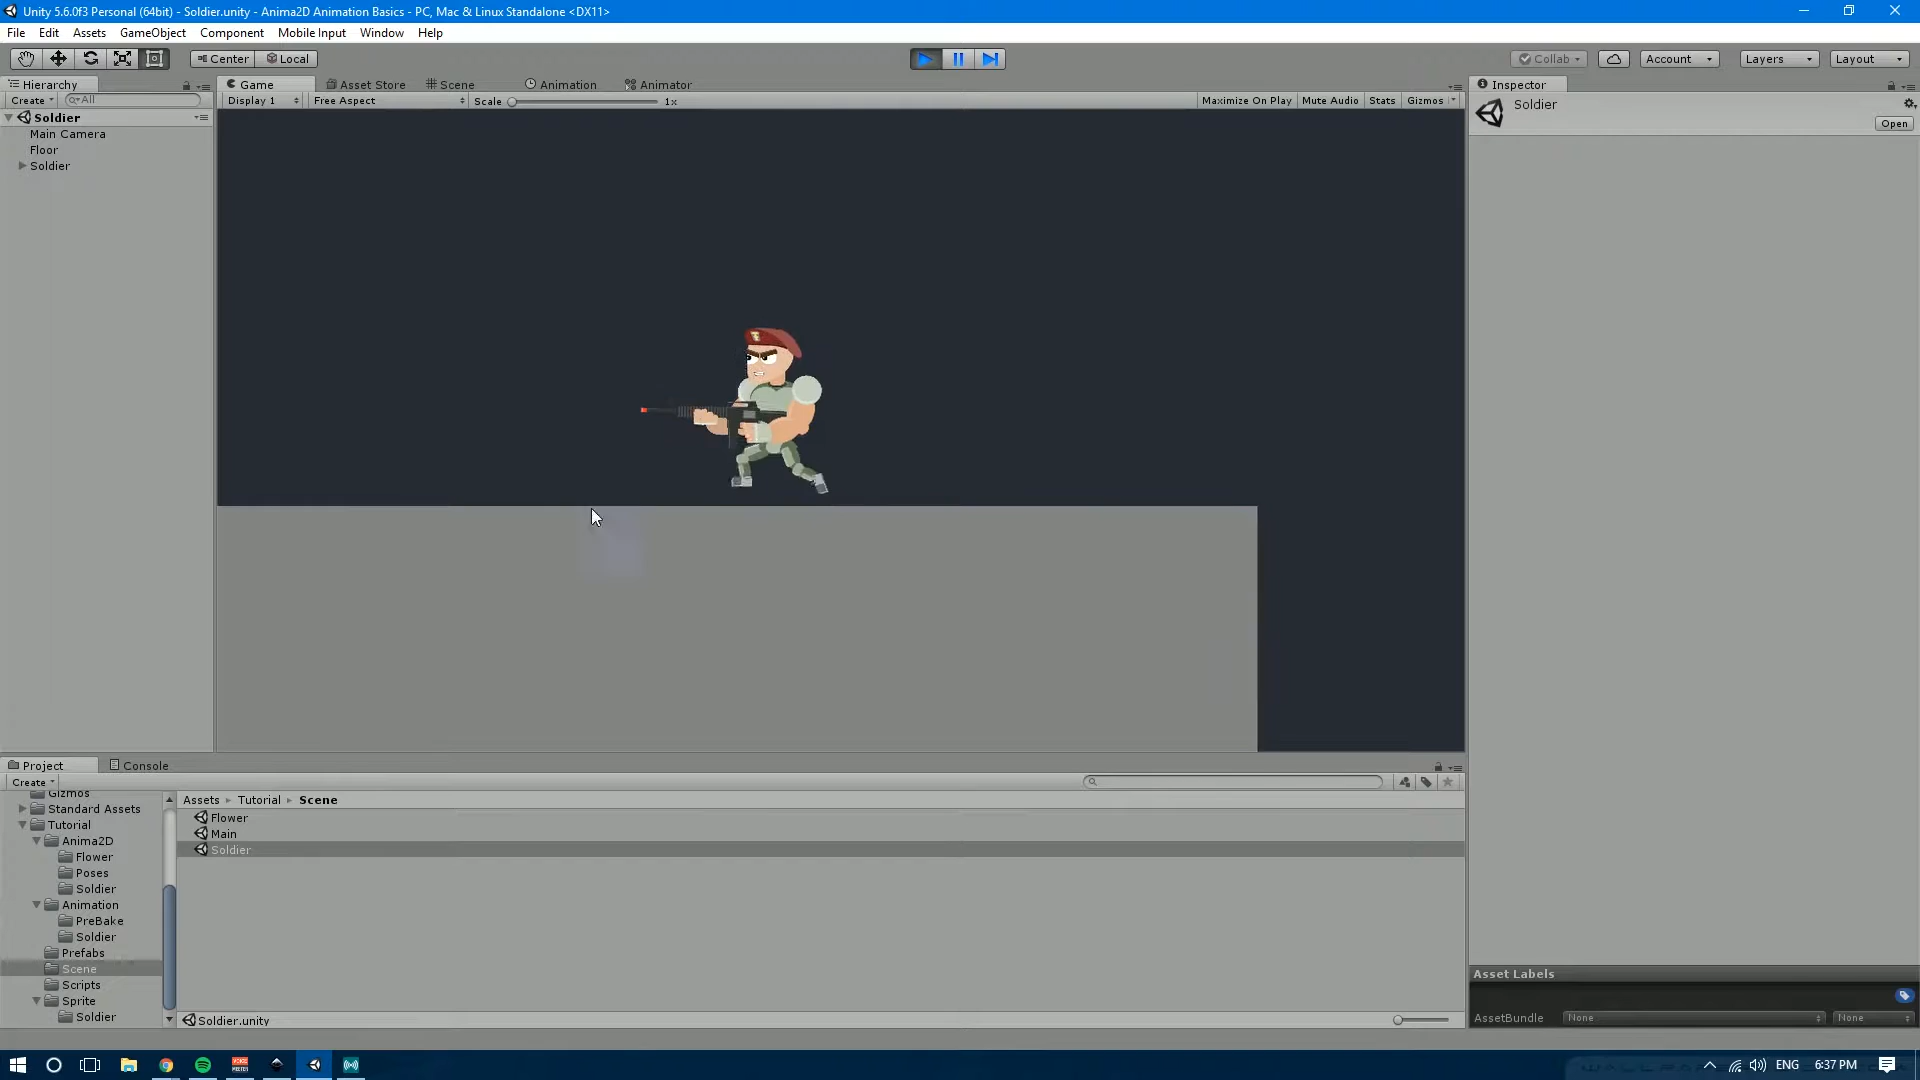 Unity 5.6.0f3 Personal (64bit) - Soldier.unity - Anima2D Animation Basics - PC, Mac & Linux Standalone <DX11>
File Edit Assets GameObject Component Mobile Input Window Help
Center Local Collab Account Layers Layout
Hierarchy Game Asset Store Scene Animation Animator Inspector
Create All Display 1 Free Aspect Scale 1x Maximize On Play Mute Audio Stats Gizmos Soldier
Open
Soldier
Main Camera
Floor
Soldier
Project Console
Create
Gizmos
Standard Assets
Tutorial
Anima2D
Flower
Poses
Soldier
Animation
PreBake
Soldier
Prefabs
Scene
Scripts
Sprite
Soldier
Assets Tutorial Scene
Flower
Main
Soldier
Soldier.unity
Asset Labels
AssetBundle None None
ENG 6:37 PM